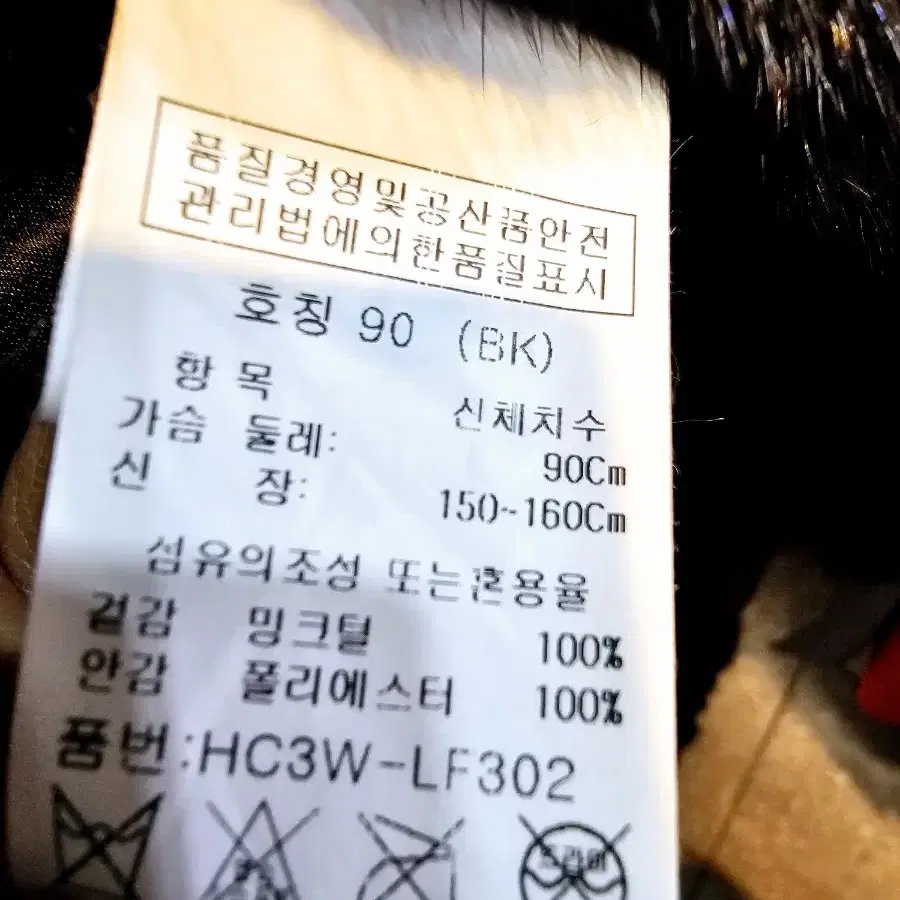 품질경영및공산품안전
관리법에의한품질표시
호칭 90 (BK)
항 목 신체치수
가슴 둘레: 90Cm
신 장: 150~160Cm
섬유의조성 또는혼용율
겉감 밍크털 100%
안감 폴리에스터 100%
품번:HC3W-LF302
드라이